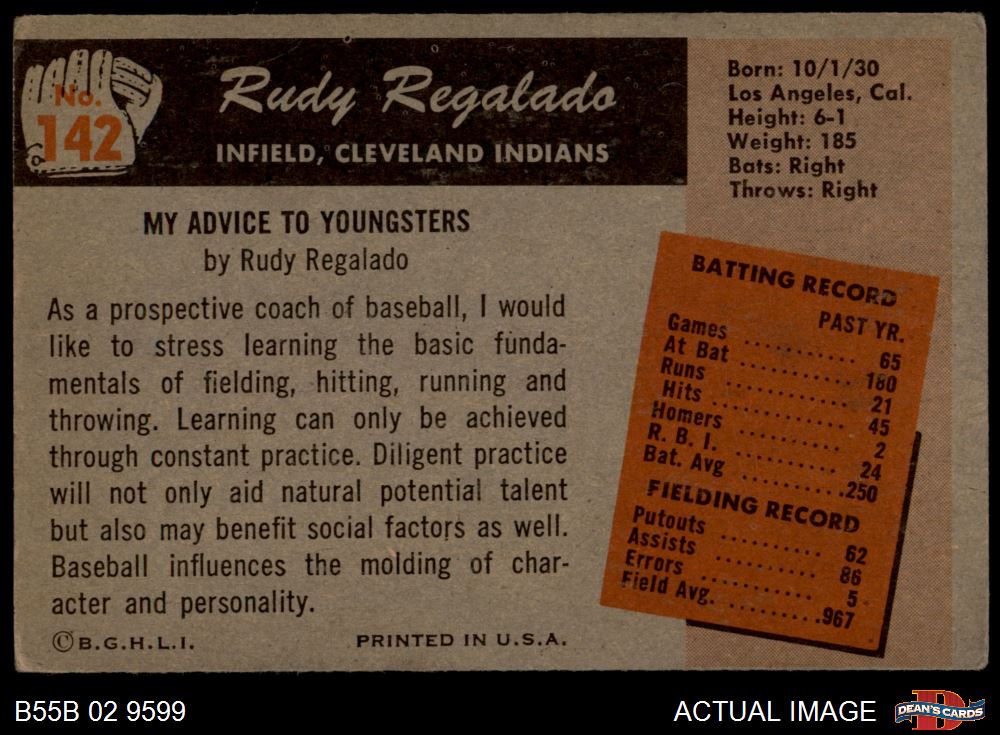 No.
142
Rudy Regalado
INFIELD, CLEVELAND INDIANS
Born: 10/1/30
Los Angeles, Cal.
Height: 6-1
Weight: 185
Bats: Right
Throws: Right
MY ADVICE TO YOUNGSTERS
by Rudy Regalado
As a prospective coach of baseball, I would
like to stress learning the basic funda-
mentals of fielding, hitting, running and
throwing. Learning can only be achieved
through constant practice. Diligent practice
will not only aid natural potential talent
but also may benefit social factors as well.
Baseball influences the molding of char-
acter and personality.
©B.G.H.L.I. PRINTED IN U.S.A.
BATTING RECORD
PAST YR.
Games .......... 65
At Bat .......... 180
Runs .......... 21
Hits .......... 45
Homers .......... 2
R. B. I. .......... 24
Bat. Avg .......... .250
FIELDING RECORD
Putouts .......... 62
Assists .......... 86
Errors .......... 5
Field Avg. .......... .967
B55B 02 9599
ACTUAL IMAGE
D
DEAN'S CARDS